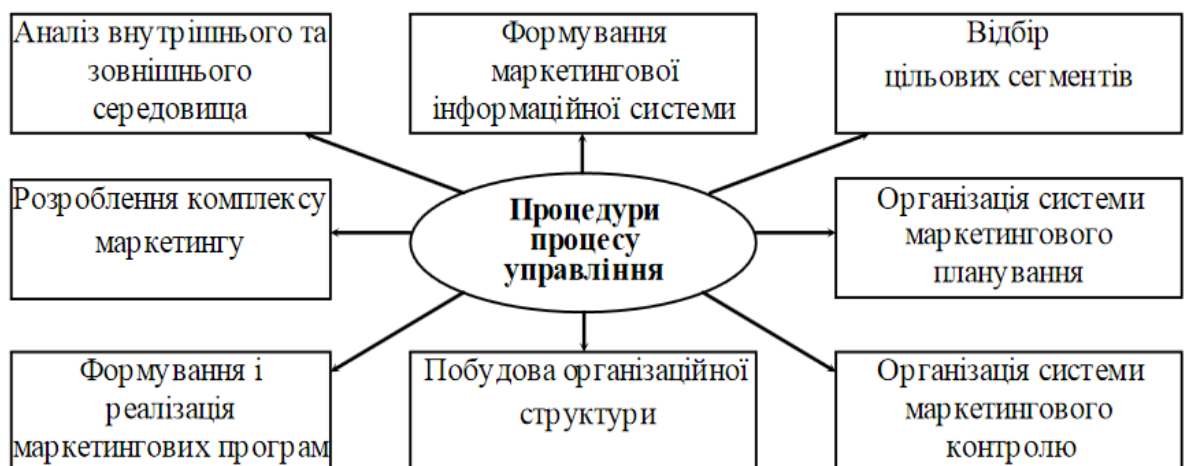 Аналіз внутрішнього та
зовнішнього
середовища
Формування
маркетингової
інформаційної системи
Відбір
цільових сегментів
Розроблення комплексу
маркетингу
Процедури
процесу
управління
Організація системи
маркетингового
планування
Формування і
реалізація
маркетингових програм
Побудова організаційної
структури
Організація системи
маркетингового
контролю